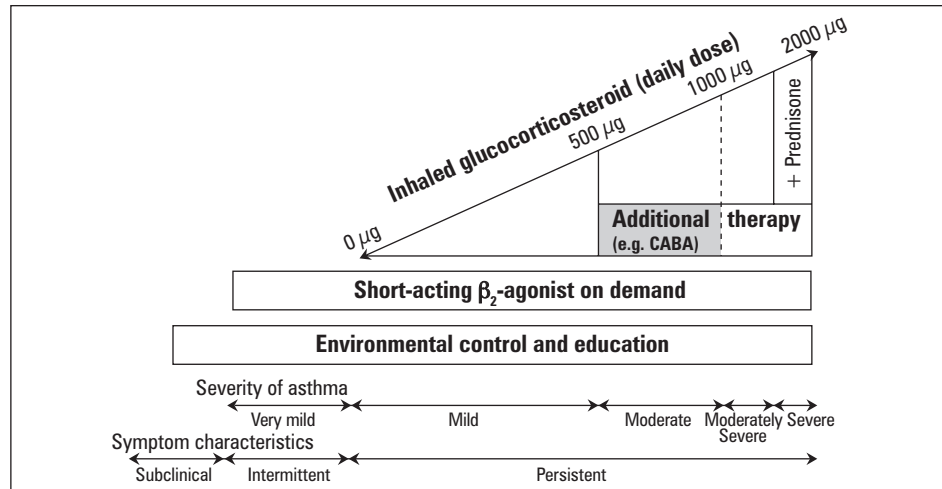 Inhaled glucocorticosteroid (daily dose)
0 µg
500 µg
1000 µg
2000 µg
+ Prednisone
Additional therapy
(e.g. CABA)
Short-acting β₂-agonist on demand
Environmental control and education
Severity of asthma
Very mild
Mild
Moderate
Moderately Severe
Severe
Symptom characteristics
Subclinical
Intermittent
Persistent